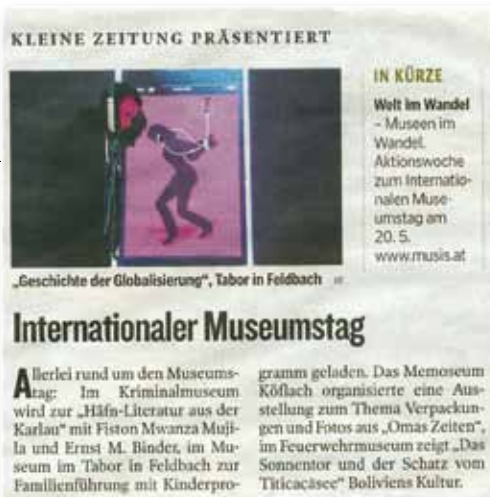 KLEINE ZEITUNG PRÄSENTIERT
„Geschichte der Globalisierung“, Tabor in Feldbach
IN KÜRZE
Welt im Wandel
– Museen im
Wandel.
Aktionswoche
zum Internatio-
nalen Muse-
umstag am
20. 5.
www.musis.at
Internationaler Museumstag
Allerlei rund um den Museums-
tag: Im Kriminalmuseum
wird zur „Häfn-Literatur aus der
Karlau“ mit Fiston Mwanza Muji-
la und Ernst M. Binder, im Mu-
seum im Tabor in Feldbach zur
Familienführung mit Kinderpro-
gramm geladen. Das Memoseum
Köflach organisierte eine Aus-
stellung zum Thema Verpackun-
gen und Fotos aus „Omas Zeiten“,
im Feuerwehrmuseum zeigt „Das
Sonnentor und der Schatz vom
Titicacasee“ Boliviens Kultur.